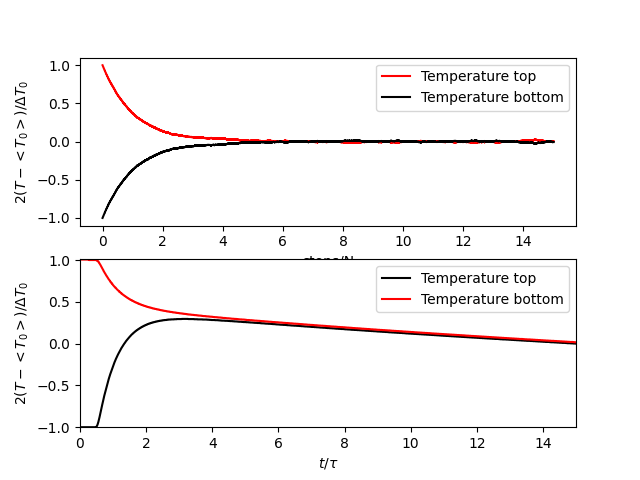 1.0
0.5
0.0
−0.5
−1.0
2(T − < T₀ >)/ΔT₀
Temperature top
Temperature bottom
0 2 4 6 8 10 12 14
1.0
0.5
0.0
−0.5
−1.0
2(T − < T₀ >)/ΔT₀
Temperature top
Temperature bottom
0 2 4 6 8 10 12 14
t/τ